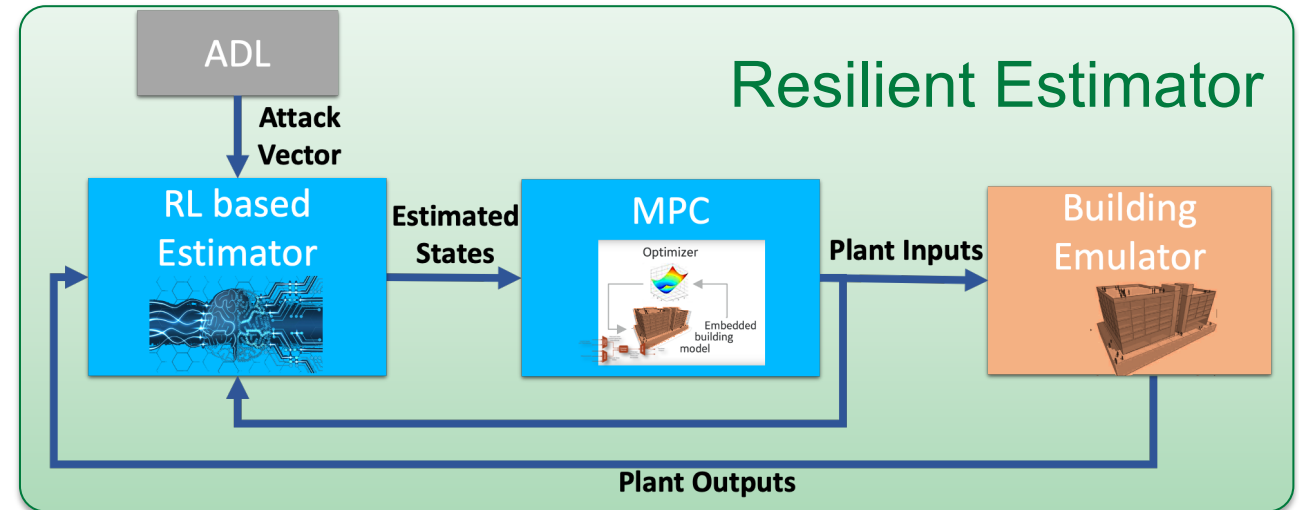 ADL
Resilient Estimator
Attack
Vector
RL based
Estimator
Estimated
States
MPC
Optimizer
Embedded
building
model
Plant Inputs
Building
Emulator
Plant Outputs